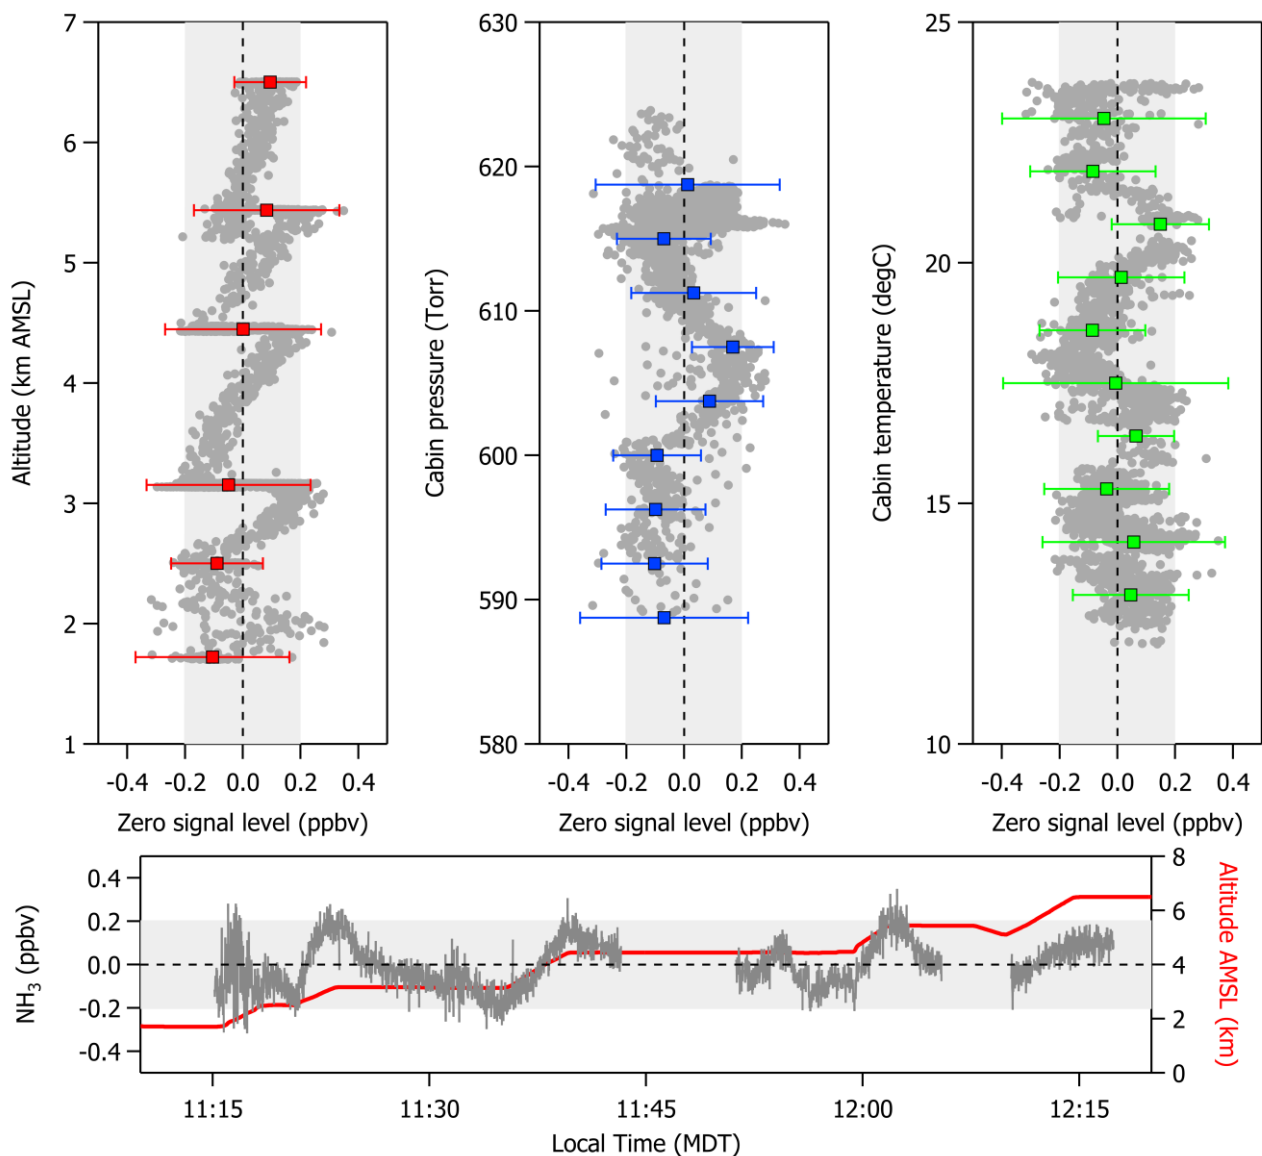 7
6
5
4
3
2
1
Altitude (km AMSL)
-0.4 -0.2 0.0 0.2 0.4
Zero signal level (ppbv)
630
620
610
600
590
580
Cabin pressure (Torr)
-0.4 -0.2 0.0 0.2 0.4
Zero signal level (ppbv)
25
20
15
10
Cabin temperature (degC)
-0.4 -0.2 0.0 0.2 0.4
Zero signal level (ppbv)
0.4
0.2
0.0
-0.2
-0.4
NH₃ (ppbv)
8
6
4
2
0
Altitude AMSL (km)
11:15 11:30 11:45 12:00 12:15
Local Time (MDT)